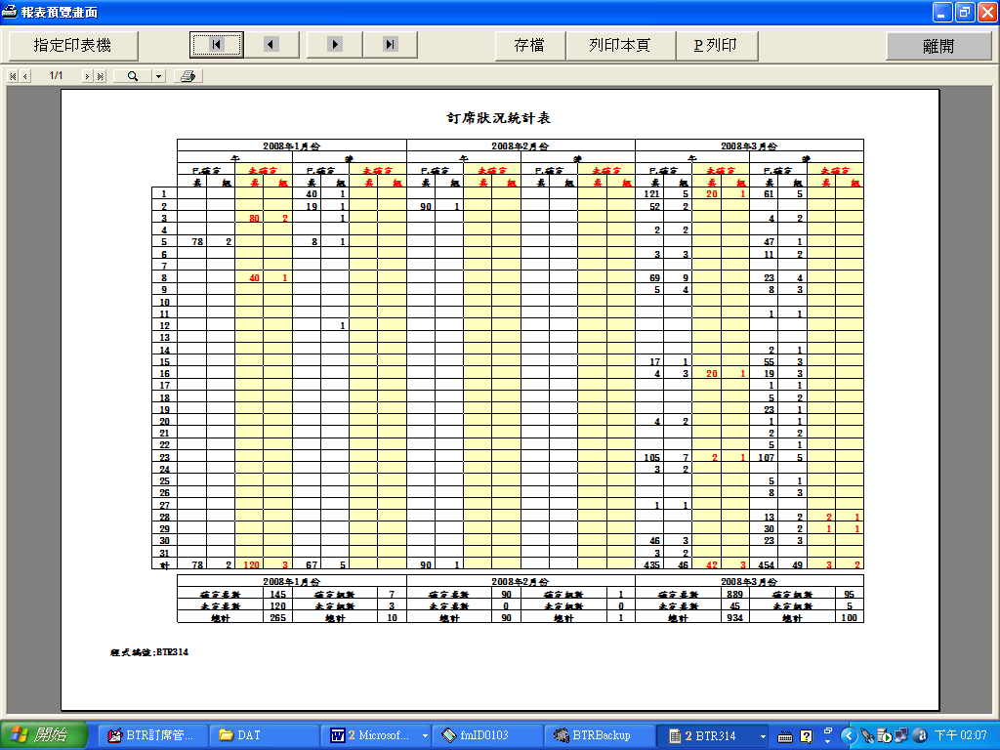 報表預覽畫面
指定印表機 存檔 列印本頁 P列印 離開
1/1
訂席狀況統計表
2008年1月份 2008年2月份 2008年3月份
午 晚 午 晚 午 晚
已確定 未確定 已確定 未確定 已確定 未確定 已確定 未確定 已確定 未確定 已確定 未確定
桌 組 桌 組 桌 組 桌 組 桌 組 桌 組 桌 組 桌 組 桌 組 桌 組 桌 組 桌 組
1 40 1 121 5 20 1 61 5
2 19 1 90 1 52 2
3 80 2 1 4 2
4 2 2
5 78 2 8 1 47 1
6 3 3 11 2
7
8 40 1 69 9 23 4
9 5 4 8 3
10
11 1 1
12 1
13
14 2 1
15 17 1 55 3
16 4 3 20 1 19 3
17 1 1
18 5 2
19 23 1
20 4 2 1 1
21 2 2
22 5 1
23 105 7 2 1 107 5
24 3 2
25 5 1
26 8 3
27 1 1
28 13 2 2 1
29 30 2 1 1
30 46 3 23 3
31 3 2
計 78 2 120 3 67 5 90 1 435 46 42 3 454 49 3 2
2008年1月份 2008年2月份 2008年3月份
確定桌數 145 確定組數 7 確定桌數 90 確定組數 1 確定桌數 889 確定組數 95
未定桌數 120 未定組數 3 未定桌數 0 未定組數 0 未定桌數 45 未定組數 5
總計 265 總計 10 總計 90 總計 1 總計 934 總計 100
程式編號:BTR314
開始 BTR訂席管... DAT 2 Microsof... fmID0103 BTRBackup 2 BTR314 下午 02:07